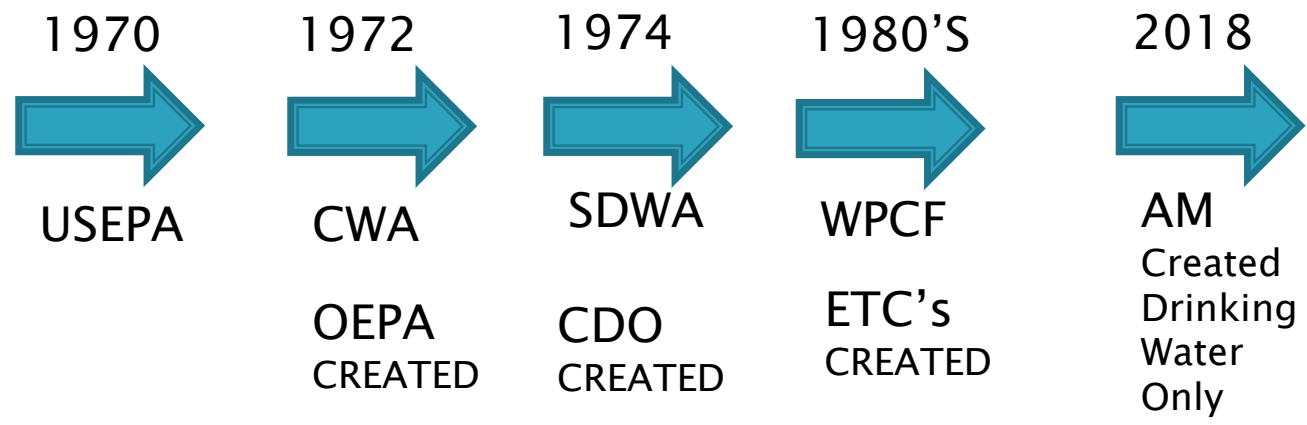 1970
USEPA
1972
CWA
OEPA
CREATED
1974
SDWA
CDO
CREATED
1980’S
WPCF
ETC’s
CREATED
2018
AM
Created
Drinking
Water
Only